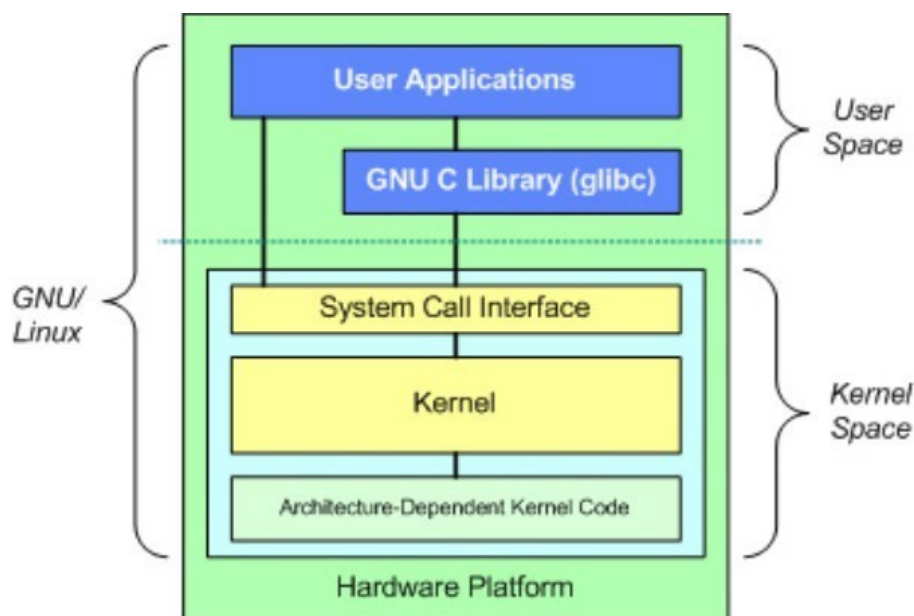 User Applications
User
Space
GNU C Library (glibc)
GNU/
Linux
System Call Interface
Kernel
Kernel
Space
Architecture-Dependent Kernel Code
Hardware Platform